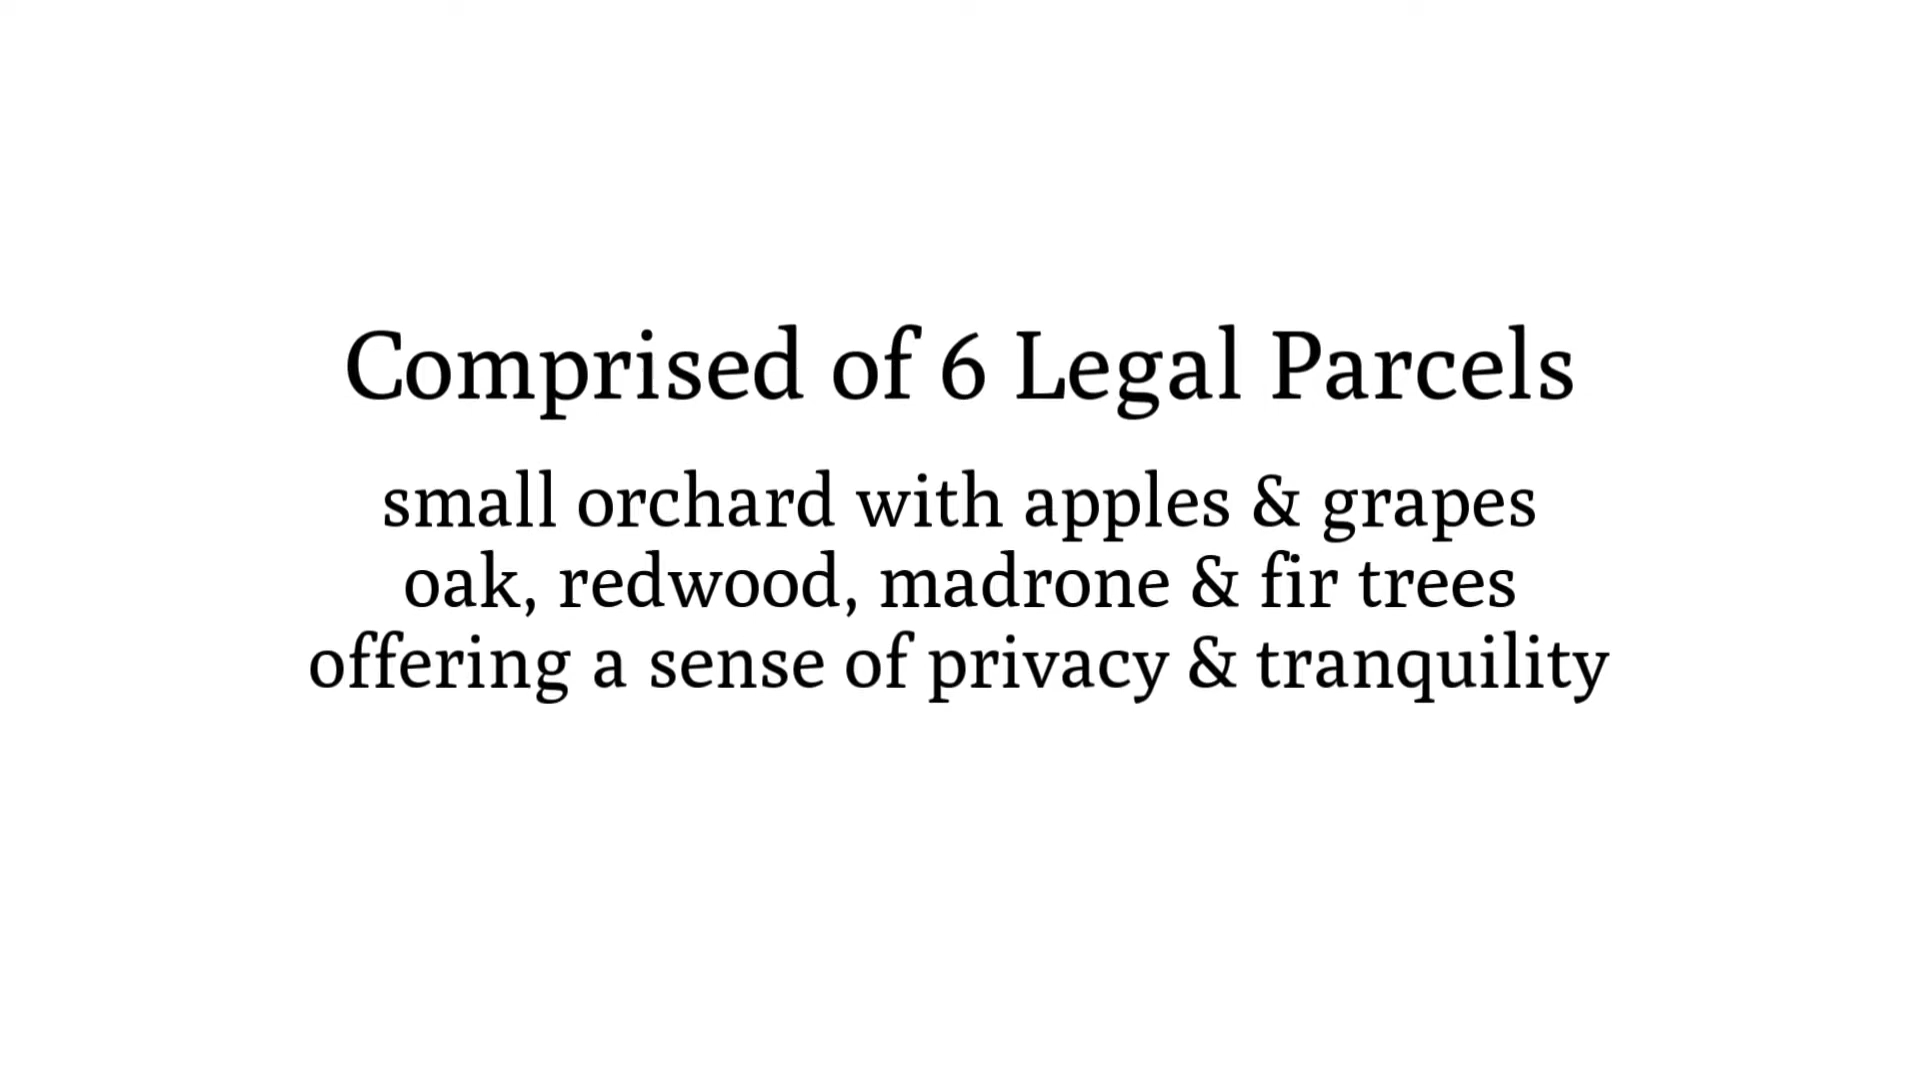 Comprised of 6 Legal Parcels
small orchard with apples & grapes
oak, redwood, madrone & fir trees
offering a sense of privacy & tranquility